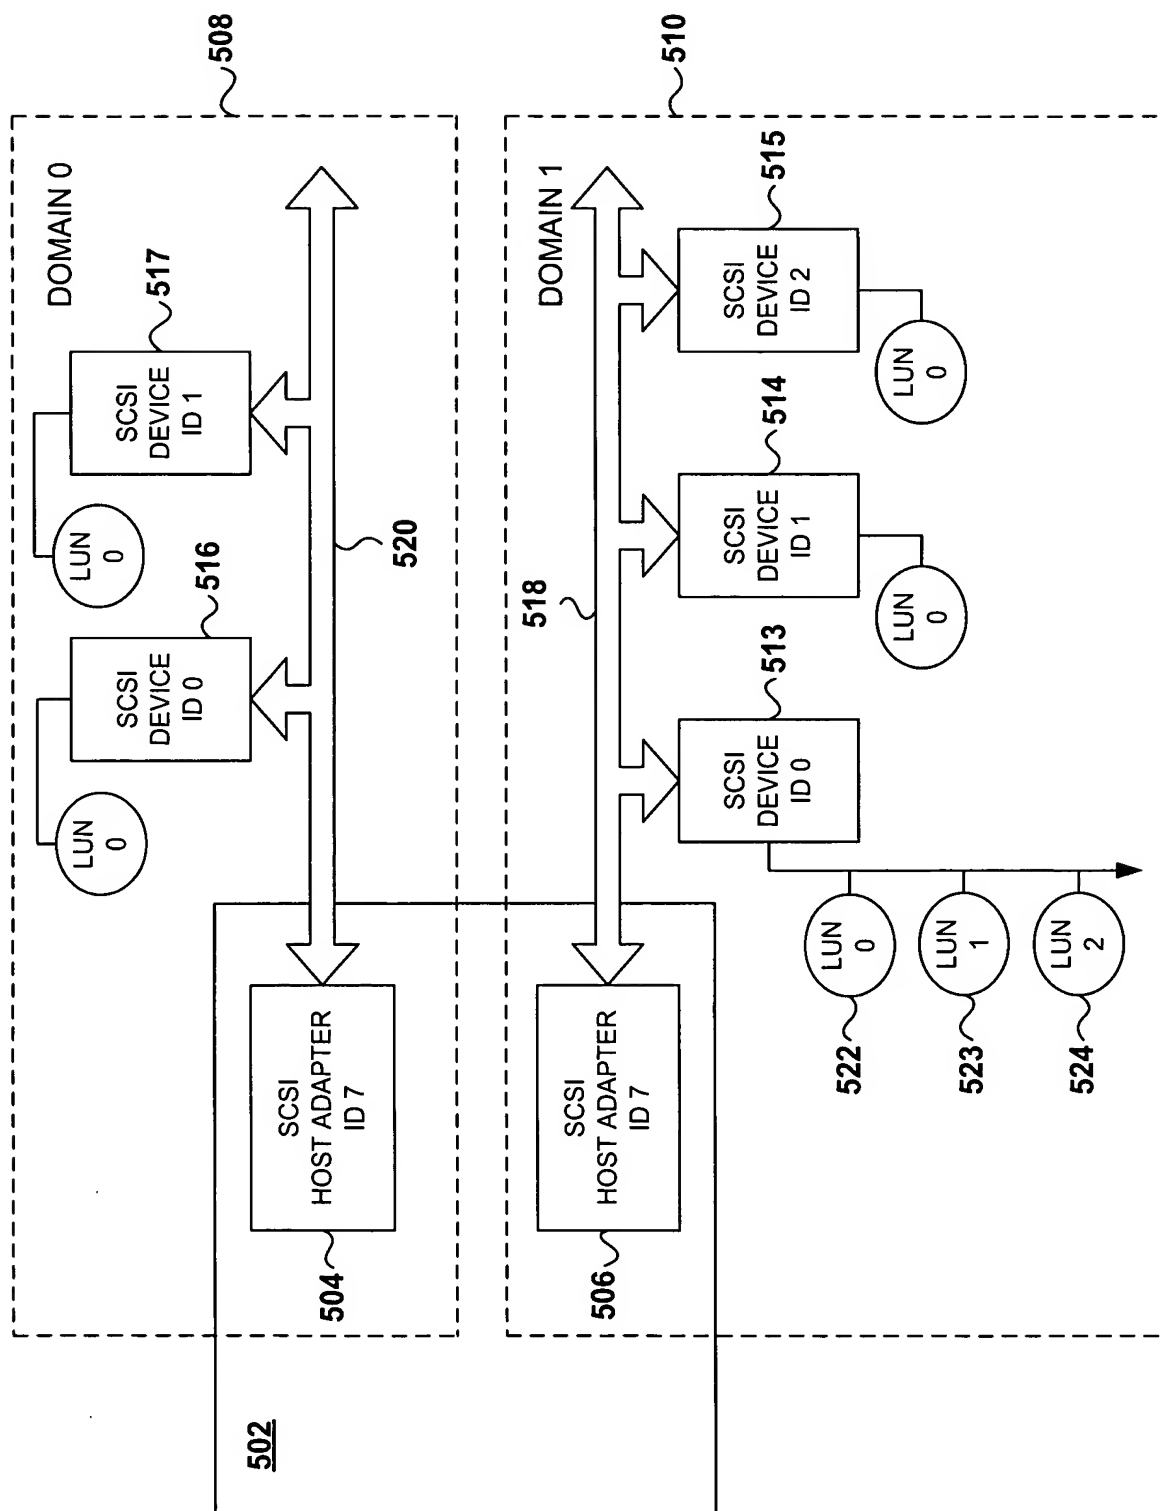 508
DOMAIN 0
517
SCSI
DEVICE
ID 1
LUN
0
516
SCSI
DEVICE
ID 0
LUN
0
520
SCSI
HOST ADAPTER
ID 7
504
510
DOMAIN 1
515
SCSI
DEVICE
ID 2
LUN
0
514
SCSI
DEVICE
ID 1
LUN
0
518
513
SCSI
DEVICE
ID 0
LUN
0
522
LUN
1
523
LUN
2
524
SCSI
HOST ADAPTER
ID 7
506
502